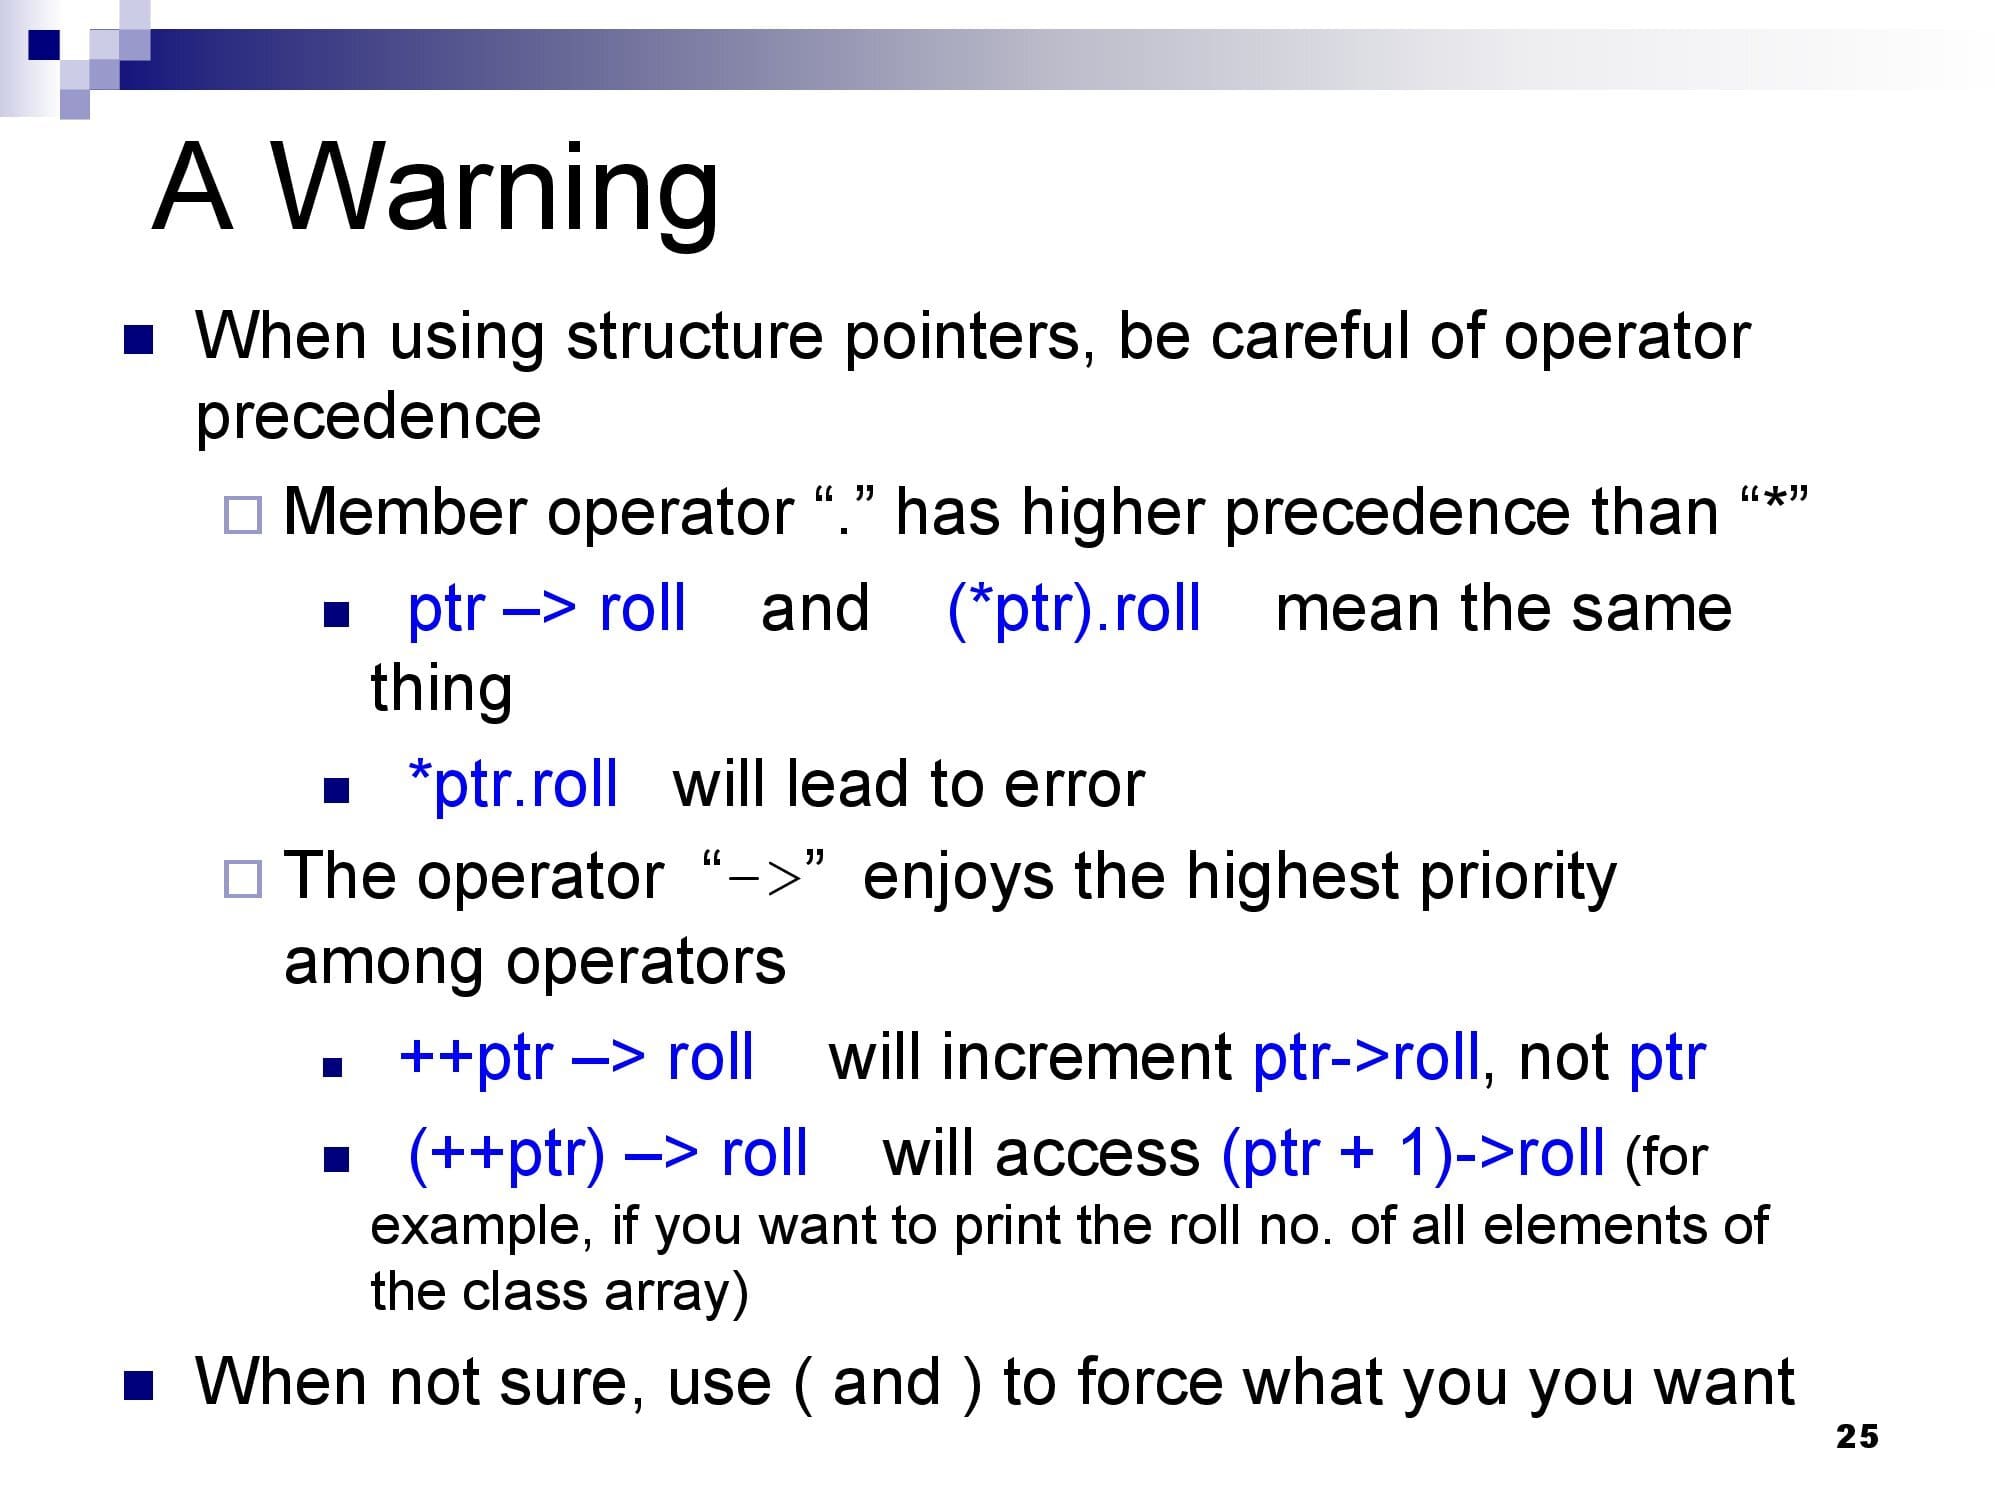 A Warning
When using structure pointers, be careful of operator
precedence
Member operator “.” has higher precedence than “*”
ptr –> roll and (*ptr).roll mean the same
thing
*ptr.roll will lead to error
The operator “–>” enjoys the highest priority
among operators
++ptr –> roll will increment ptr->roll, not ptr
(++ptr) –> roll will access (ptr + 1)->roll (for
example, if you want to print the roll no. of all elements of
the class array)
When not sure, use ( and ) to force what you you want
25